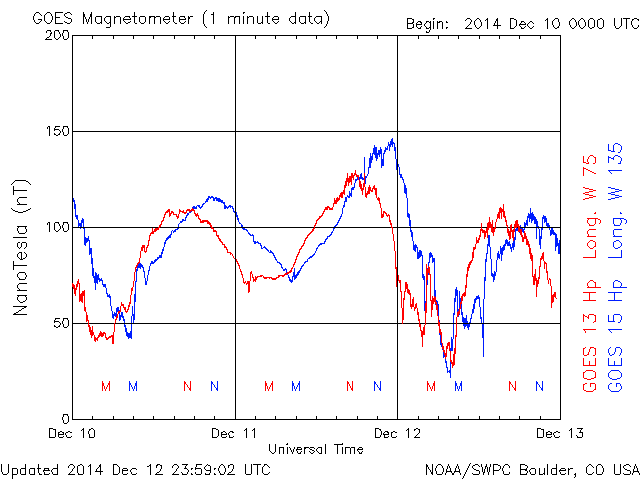 GOES Magnetometer (1 minute data)
Begin: 2014 Dec 10 0000 UTC
200
150
100
50
0
NanoTesla (nT)
M M N N M M N N M M N N
Dec 10 Dec 11 Dec 12 Dec 13
Universal Time
GOES 13 Hp Long. W 75
GOES 15 Hp Long. W 135
Updated 2014 Dec 12 23:59:02 UTC
NOAA/SWPC Boulder, CO USA